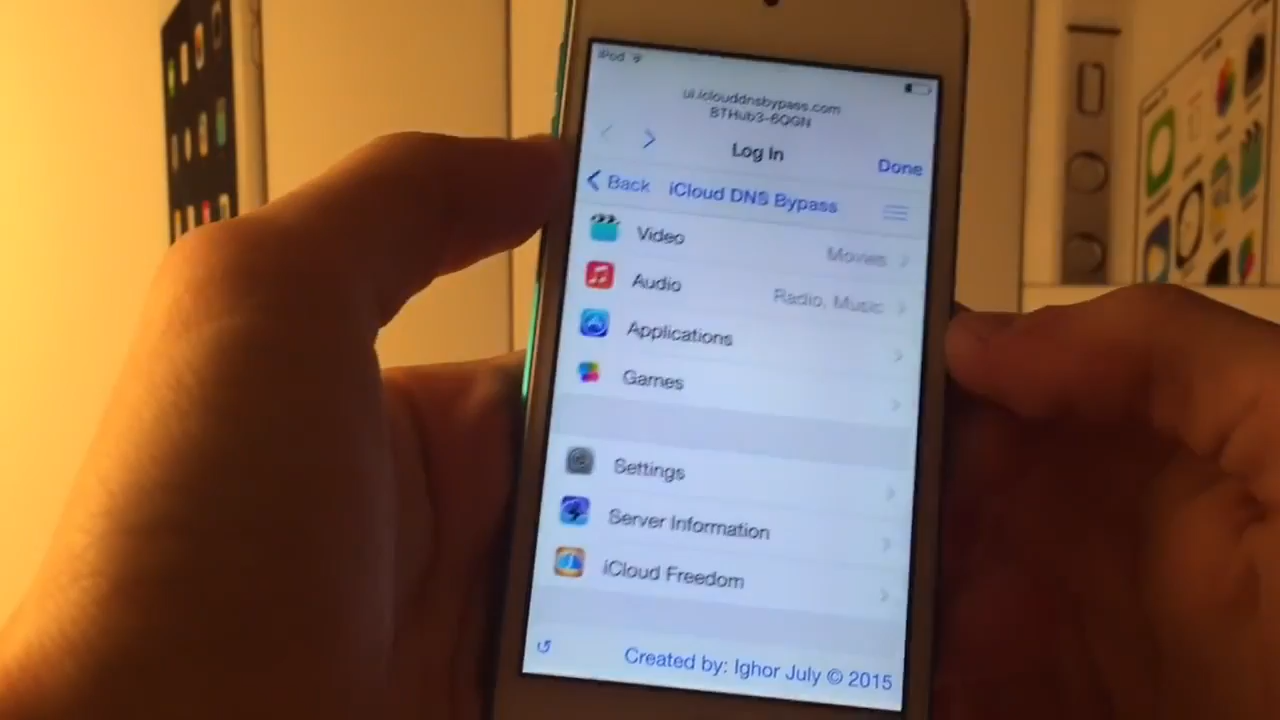 iPod
ui.iclouddnsbypass.com
BTHub3-6QGN
Log In
Done
Back
iCloud DNS Bypass
Video
Movies
Audio
Radio, Music
Applications
Games
Settings
Server Information
iCloud Freedom
Created by: Ighor July © 2015